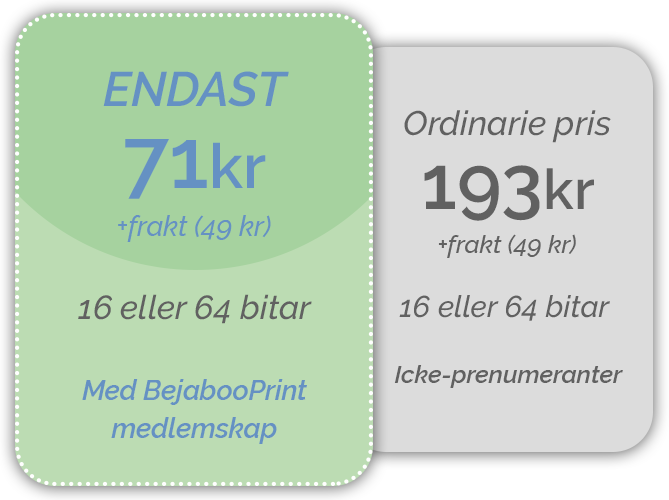 ENDAST
71kr
+frakt (49 kr)
16 eller 64 bitar
Med BejabooPrint
medlemskap
Ordinarie pris
193kr
+frakt (49 kr)
16 eller 64 bitar
Icke-prenumeranter